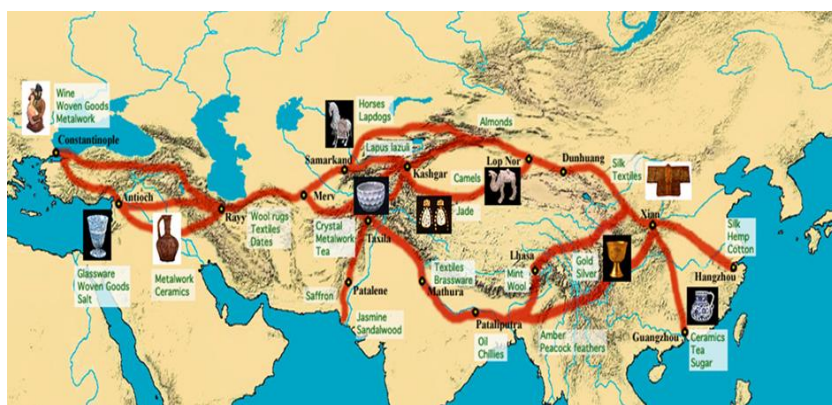 Wine
Woven Goods
Metalwork
Constantinople
Antioch
Glassware
Woven Goods
Salt
Metalwork
Ceramics
Rayy
Wool rugs
Textiles
Dates
Merv
Horses
Lapdogs
Samarkand
Lapus lazuli
Kashgar
Almonds
Camels
Jade
Lop Nor
Dunhuang
Crystal
Metalwork
Tea
Taxila
Saffron
Patalene
Jasmine
Sandalwood
Textiles
Brassware
Mathura
Pataliputra
Oil
Chillies
Lhasa
Mint
Wool
Gold
Silver
Amber
Peacock feathers
Silk
Textiles
Xian
Silk
Hemp
Cotton
Hangzhou
Guangzhou
Ceramics
Tea
Sugar